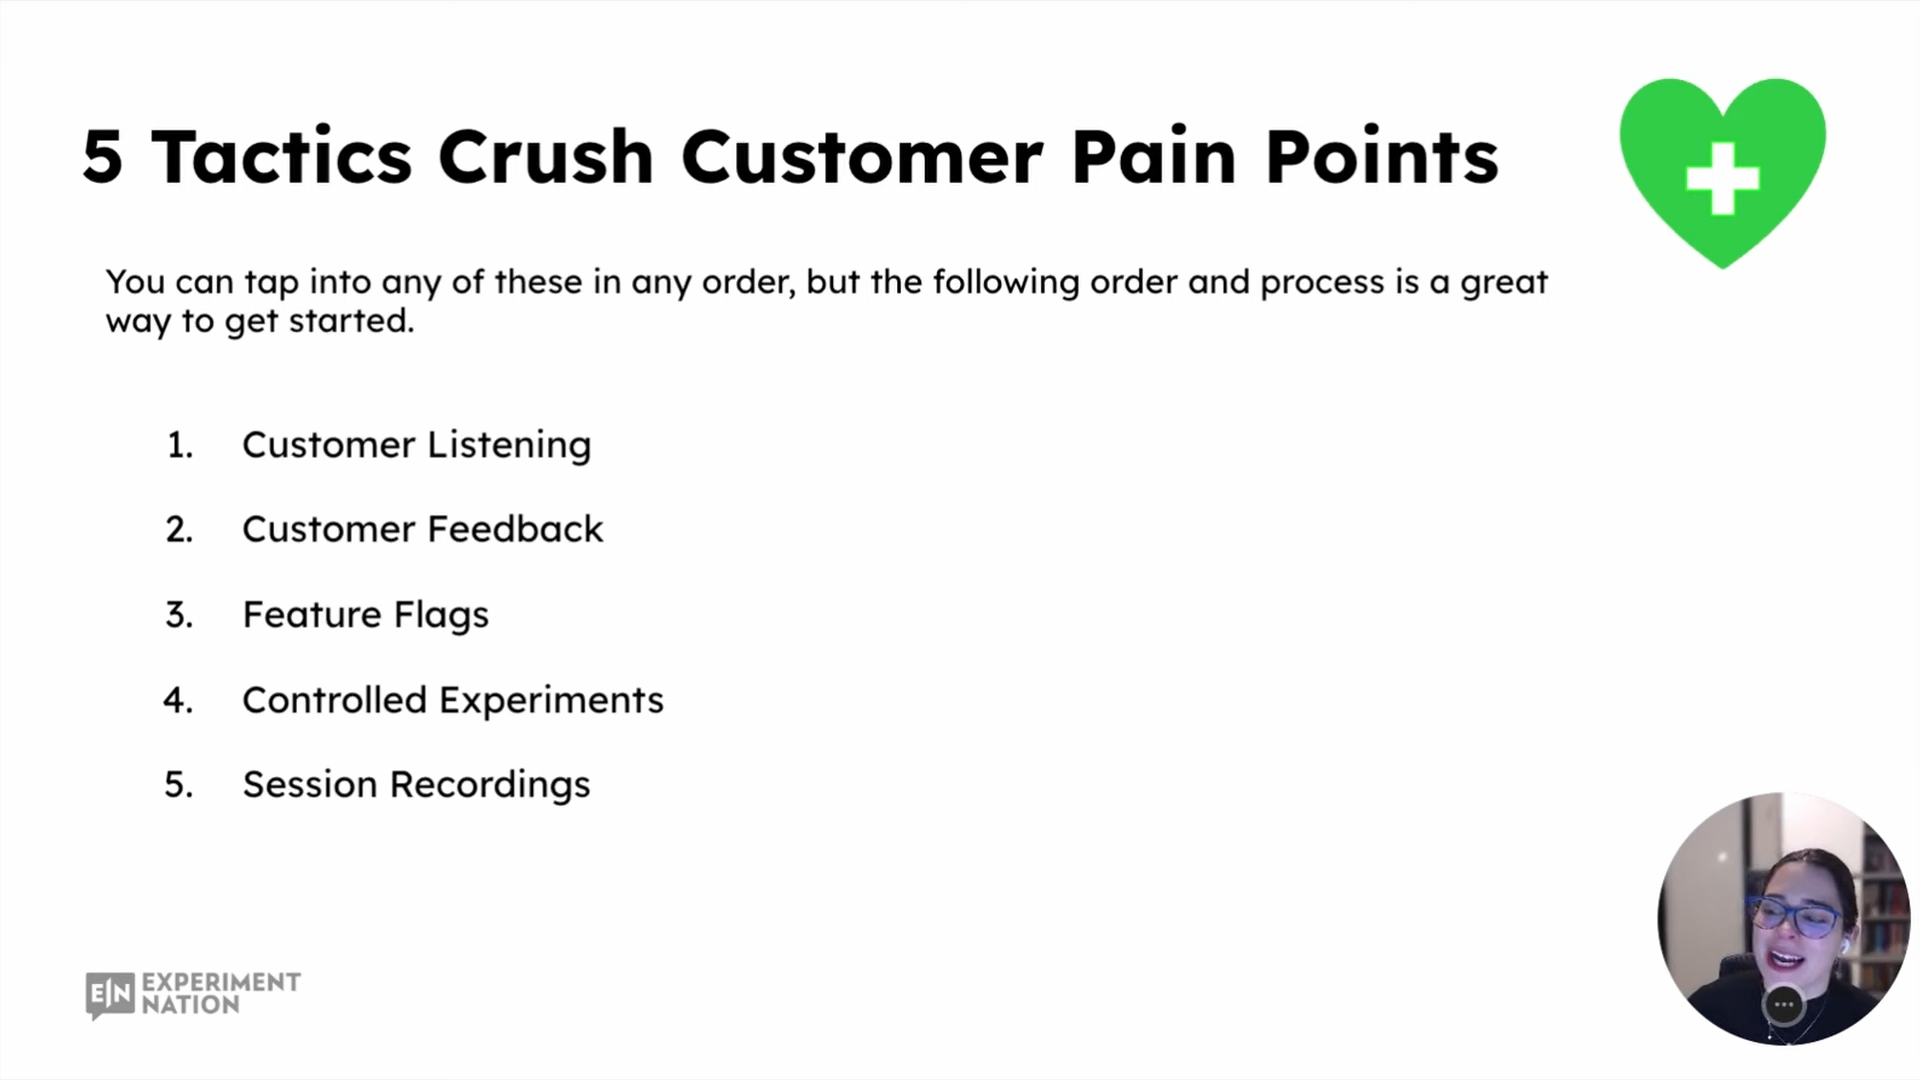 5 Tactics Crush Customer Pain Points
You can tap into any of these in any order, but the following order and process is a great
way to get started.
1. Customer Listening
2. Customer Feedback
3. Feature Flags
4. Controlled Experiments
5. Session Recordings
E|N EXPERIMENT
NATION